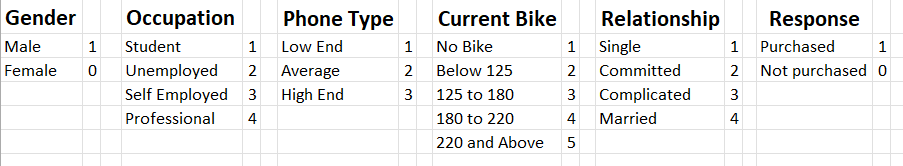 Gender Occupation Phone Type Current Bike Relationship Response
Male 1 Student 1 Low End 1 No Bike 1 Single 1 Purchased 1
Female 0 Unemployed 2 Average 2 Below 125 2 Committed 2 Not purchased 0
Self Employed 3 High End 3 125 to 180 3 Complicated 3
Professional 4 180 to 220 4 Married 4
220 and Above 5